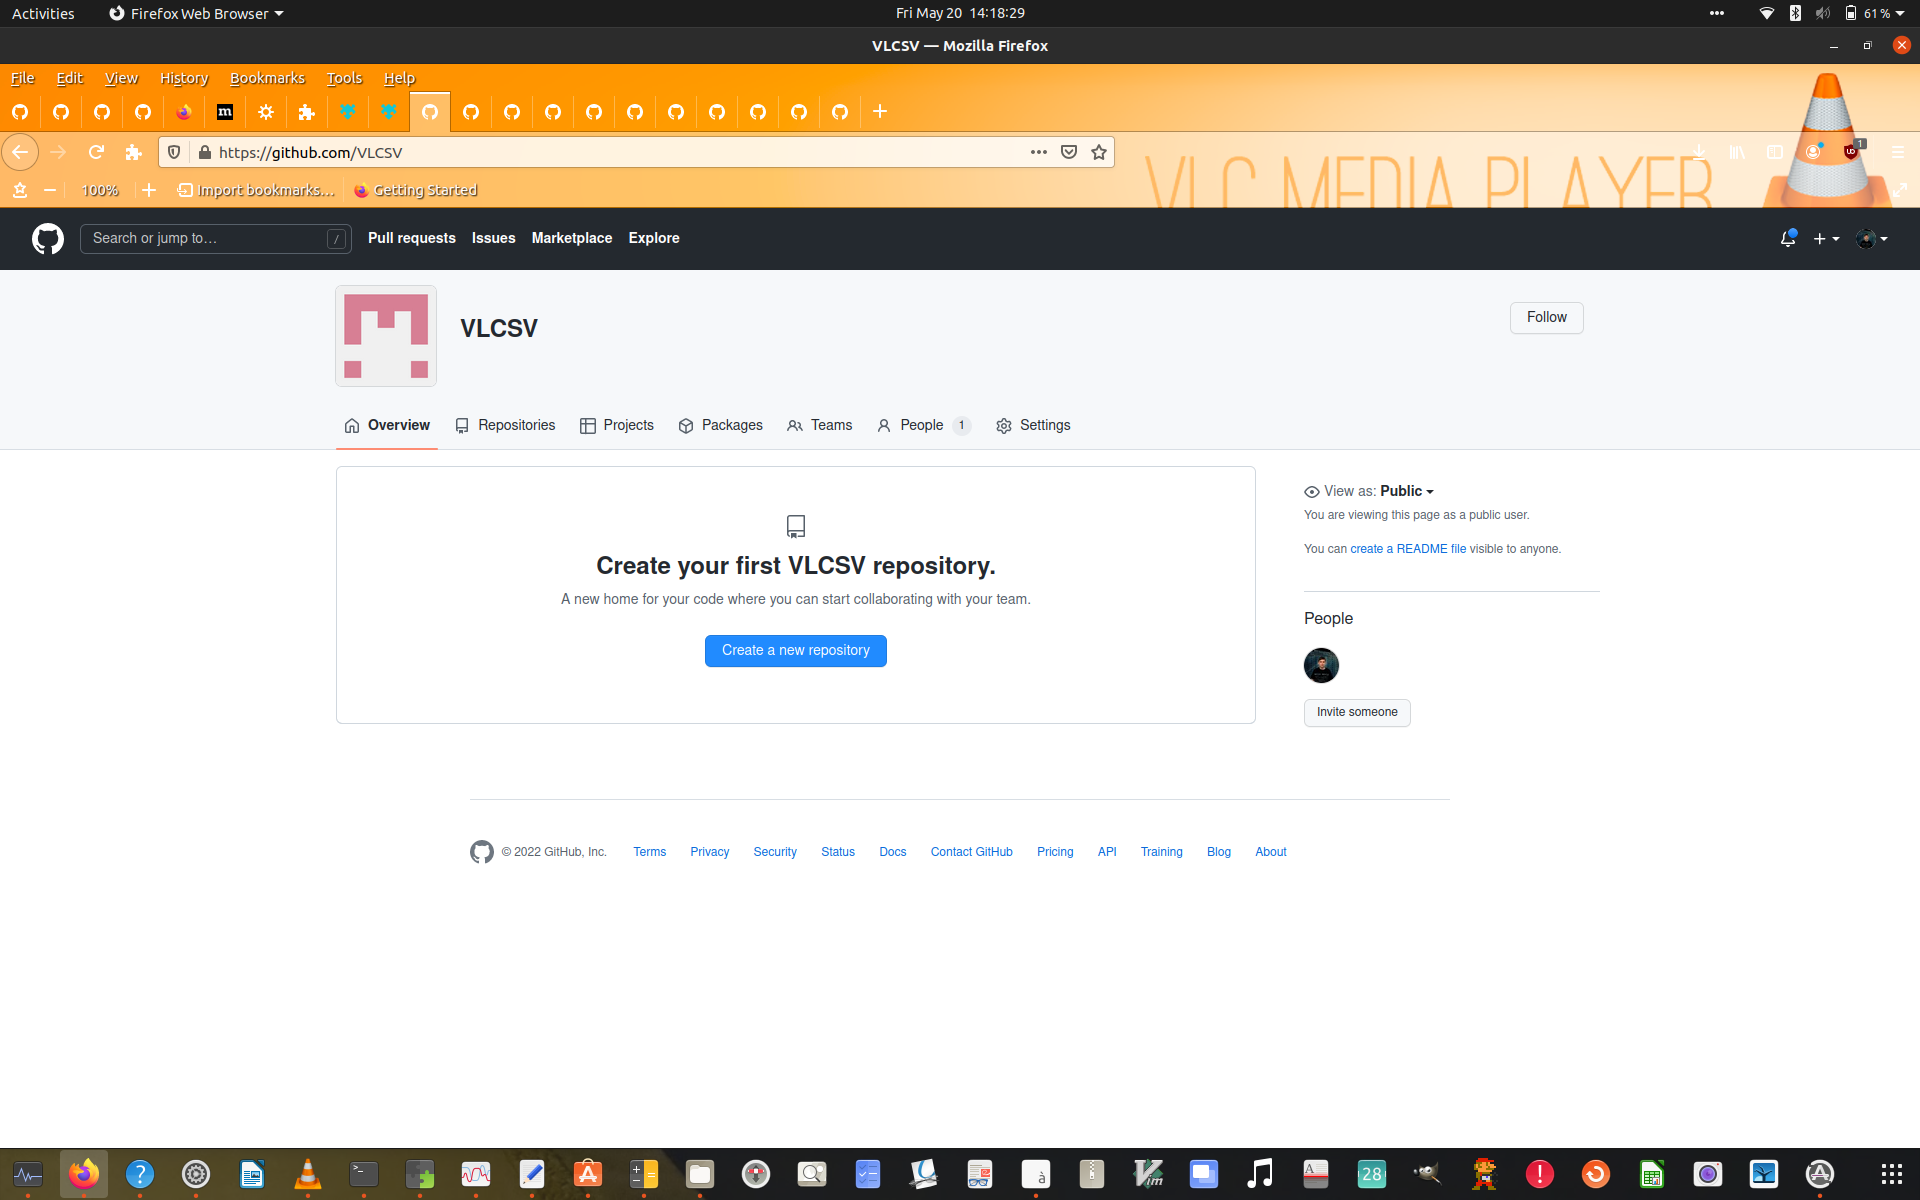 Activities
Firefox Web Browser
Fri May 20 14:18:29
61 %
VLCSV — Mozilla Firefox
File Edit View History Bookmarks Tools Help
m
https://github.com/VLCSV
1
VLC MEDIA PLAYER
100%
Import bookmarks...
Getting Started
Search or jump to...
/
Pull requests Issues Marketplace Explore
VLCSV
Follow
Overview Repositories Projects Packages Teams People 1 Settings
Create your first VLCSV repository.
A new home for your code where you can start collaborating with your team.
Create a new repository
View as: Public
You are viewing this page as a public user.
You can create a README file visible to anyone.
People
Invite someone
© 2022 GitHub, Inc. Terms Privacy Security Status Docs Contact GitHub Pricing API Training Blog About
28